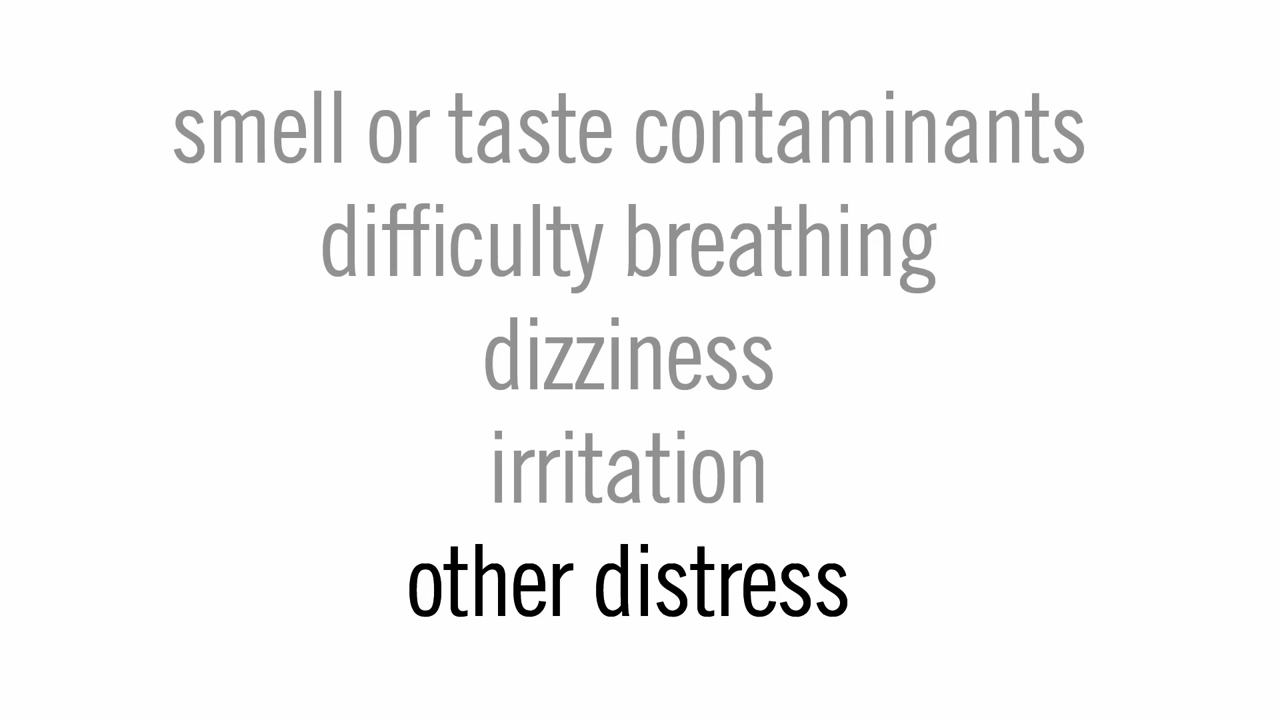 smell or taste contaminants
difficulty breathing
dizziness
irritation
other distress